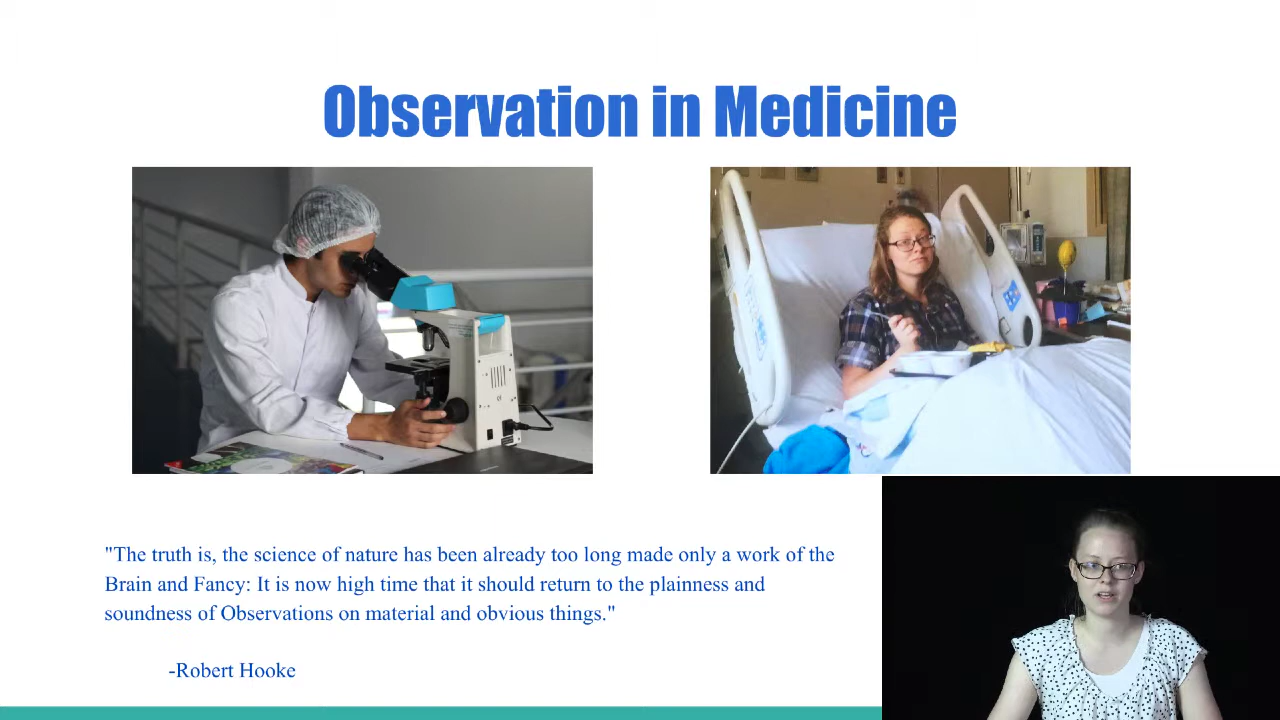 Observation in Medicine
"The truth is, the science of nature has been already too long made only a work of the
Brain and Fancy: It is now high time that it should return to the plainness and
soundness of Observations on material and obvious things."
-Robert Hooke